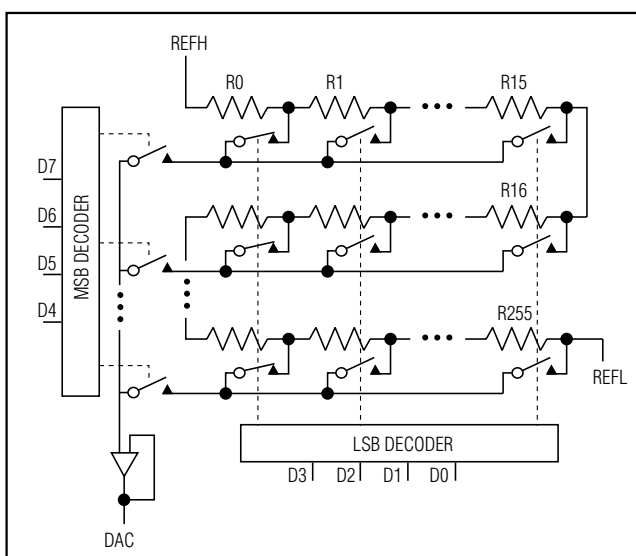 REFH
R0
R1
R15
D7
D6
D5
D4
MSB DECODER
R16
R255
REFL
LSB DECODER
D3
D2
D1
D0
DAC